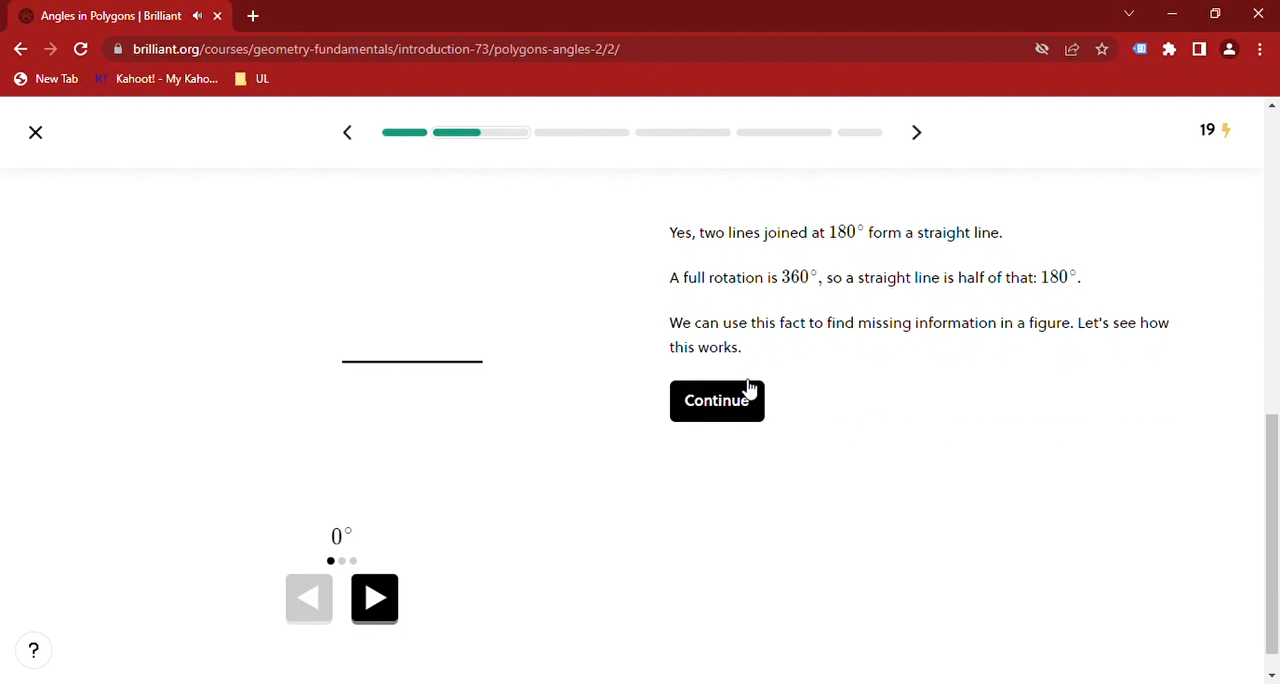 Angles in Polygons | Brilliant
brilliant.org/courses/geometry-fundamentals/introduction-73/polygons-angles-2/2/
New Tab
K! Kahoot! - My Kaho...
UL
19
Yes, two lines joined at 180° form a straight line.
A full rotation is 360°, so a straight line is half of that: 180°.
We can use this fact to find missing information in a figure. Let's see how
this works.
Continue
0°
?